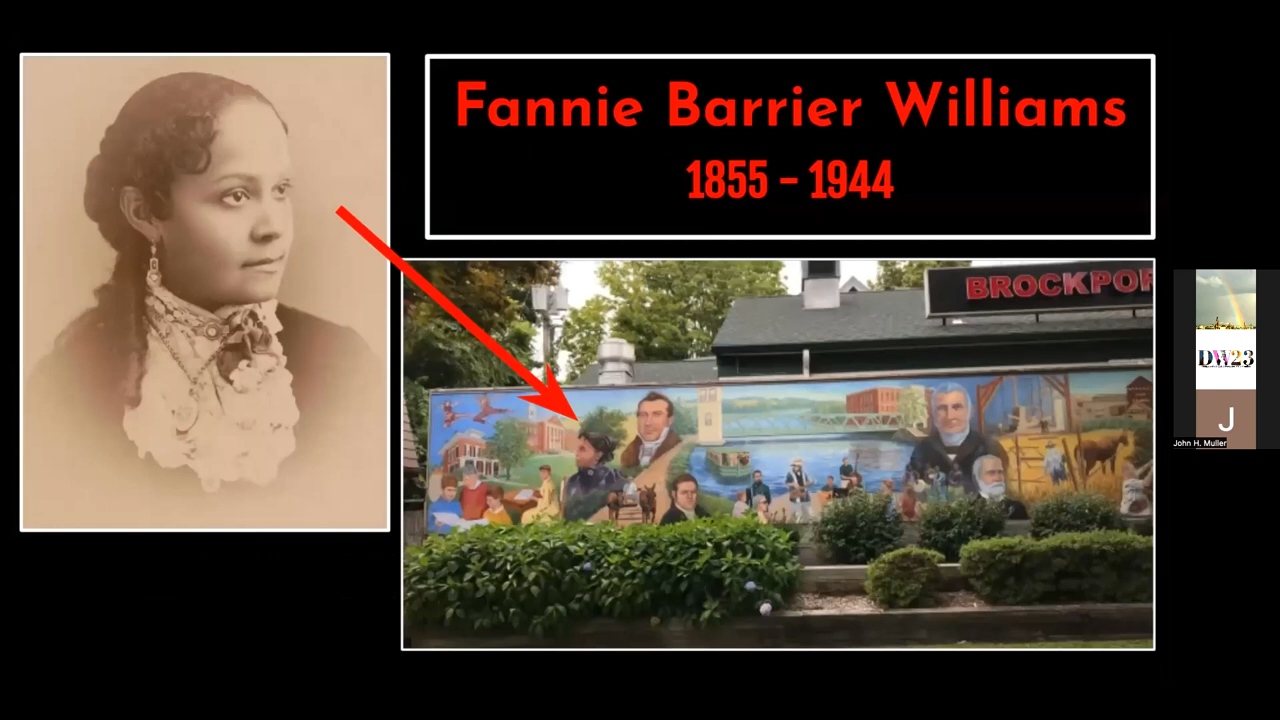 Fannie Barrier Williams
1855 - 1944
BROCKPOR
DW23
J
John H. Muller